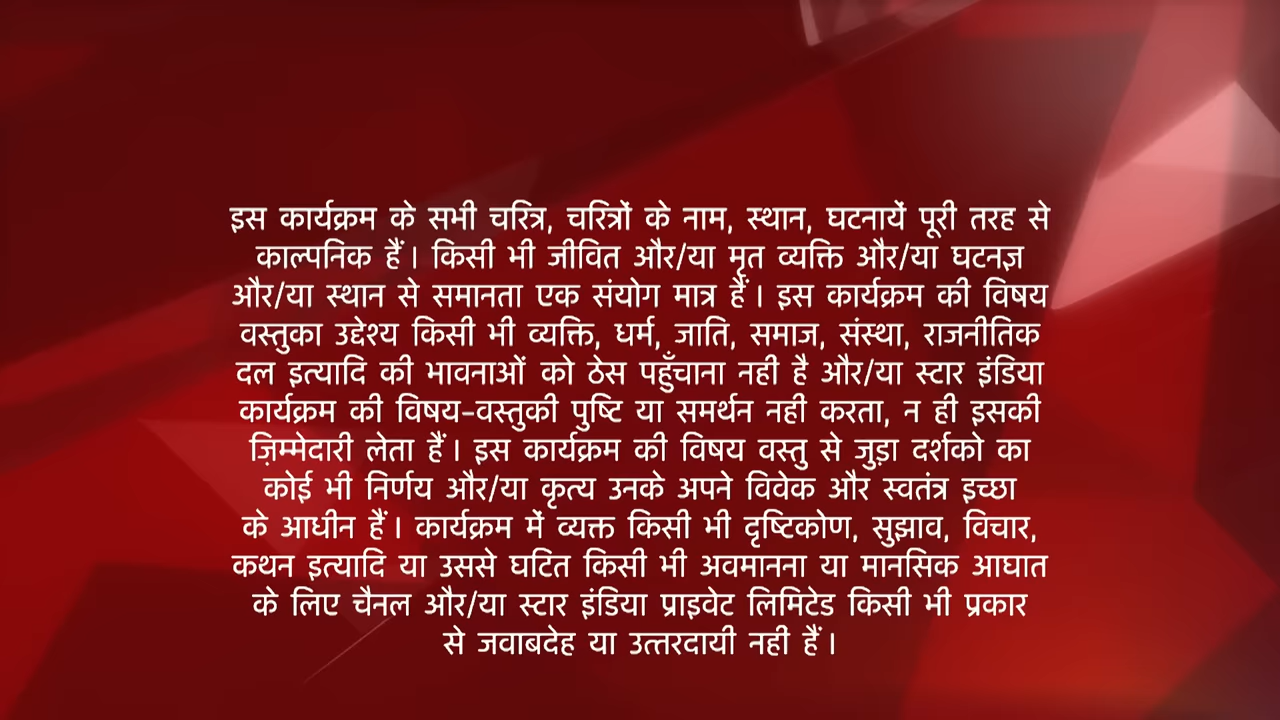 इस कार्यक्रम के सभी चरित्र, चरित्रों के नाम, स्थान, घटनायें पूरी तरह से
काल्पनिक हैं। किसी भी जीवित और/या मृत व्यक्ति और/या घटनज्ञ
और/या स्थान से समानता एक संयोग मात्र हैं। इस कार्यक्रम की विषय
वस्तुका उद्देश्य किसी भी व्यक्ति, धर्म, जाति, समाज, संस्था, राजनीतिक
दल इत्यादि की भावनाओं को ठेस पहुँचाना नही है और/या स्टार इंडिया
कार्यक्रम की विषय-वस्तुकी पुष्टि या समर्थन नही करता, न ही इसकी
ज़िम्मेदारी लेता हैं। इस कार्यक्रम की विषय वस्तु से जुड़ा दर्शको का
कोई भी निर्णय और/या कृत्य उनके अपने विवेक और स्वतंत्र इच्छा
के आधीन हैं। कार्यक्रम में व्यक्त किसी भी दृष्टिकोण, सुझाव, विचार,
कथन इत्यादि या उससे घटित किसी भी अवमानना या मानसिक आघात
के लिए चैनल और/या स्टार इंडिया प्राइवेट लिमिटेड किसी भी प्रकार
से जवाबदेह या उत्तरदायी नही हैं।